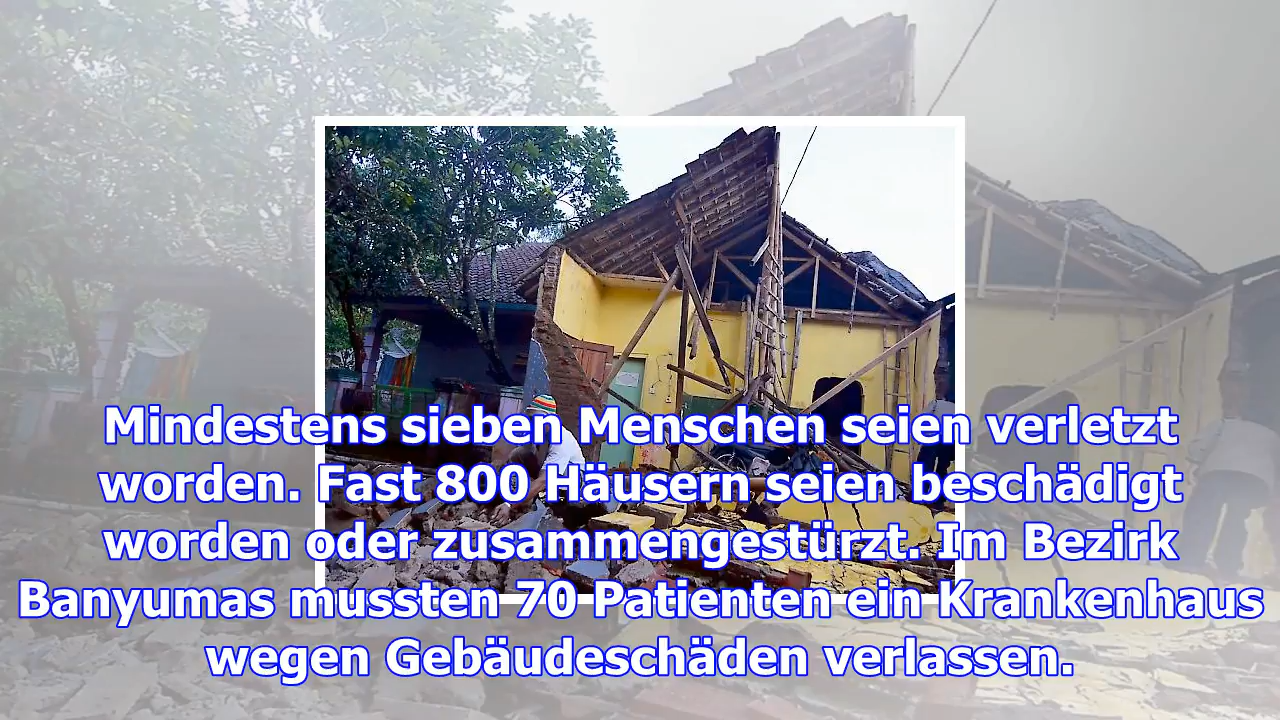 Mindestens sieben Menschen seien verletzt
worden. Fast 800 Häusern seien beschädigt
worden oder zusammengestürzt. Im Bezirk
Banyumas mussten 70 Patienten ein Krankenhaus
wegen Gebäudeschäden verlassen.